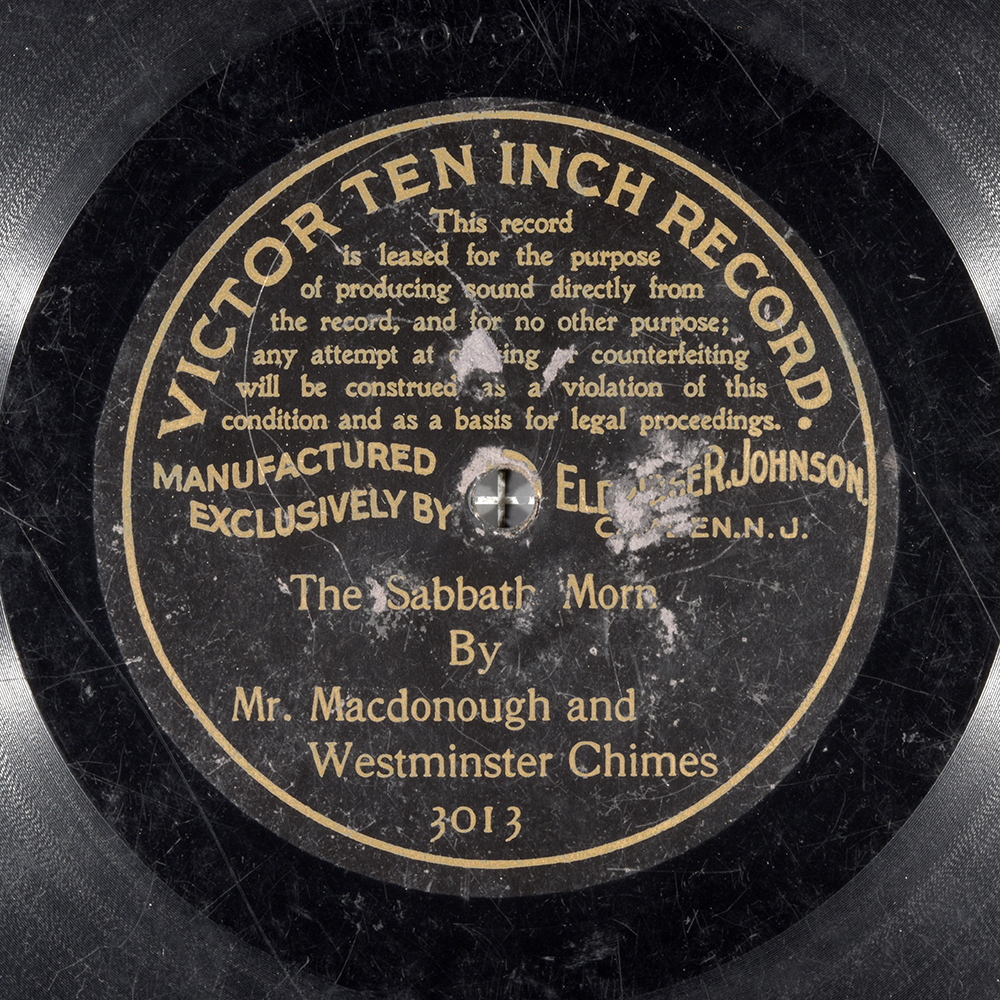 3013
VICTOR TEN INCH RECORD.
This record
is leased for the purpose
of producing sound directly from
the record, and for no other purpose;
any attempt at counterfeiting
will be construed as a violation of this
condition and as a basis for legal proceedings.
MANUFACTURED
EXCLUSIVELY BY
R. JOHNSON,
N. J.
The Sabbath Morn
By
Mr. Macdonough and
Westminster Chimes
3013